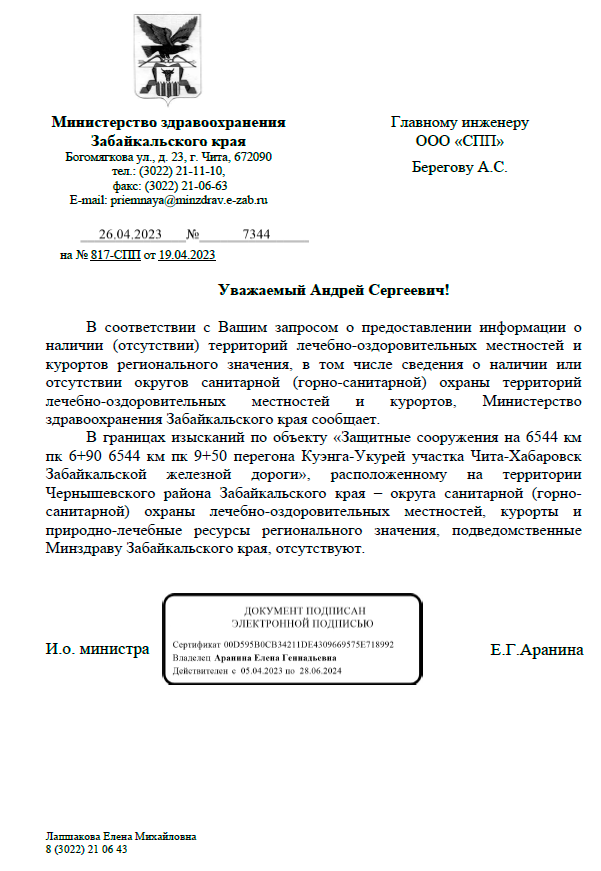 Министерство здравоохранения
Забайкальского края
Богомягкова ул., д. 23, г. Чита, 672090
тел.: (3022) 21-11-10,
факс: (3022) 21-06-63
E-mail: priemnaya@minzdrav.e-zab.ru
26.04.2023 № 7344
на № 817-СПП от 19.04.2023
Главному инженеру
ООО «СПП»
Берегову А.С.
Уважаемый Андрей Сергеевич!
В соответствии с Вашим запросом о предоставлении информации о
наличии (отсутствии) территорий лечебно-оздоровительных местностей и
курортов регионального значения, в том числе сведения о наличии или
отсутствии округов санитарной (горно-санитарной) охраны территорий
лечебно-оздоровительных местностей и курортов, Министерство
здравоохранения Забайкальского края сообщает.
В границах изысканий по объекту «Защитные сооружения на 6544 км
пк 6+90 6544 км пк 9+50 перегона Куэнга-Укурей участка Чита-Хабаровск
Забайкальской железной дороги», расположенному на территории
Чернышевского района Забайкальского края – округа санитарной (горно-
санитарной) охраны лечебно-оздоровительных местностей, курорты и
природно-лечебные ресурсы регионального значения, подведомственные
Минздраву Забайкальского края, отсутствуют.
ДОКУМЕНТ ПОДПИСАН
ЭЛЕКТРОННОЙ ПОДПИСЬЮ
Сертификат 00D595B0CB34211DE4309669575E718992
Владелец Аранина Елена Геннадьевна
Действителен с 05.04.2023 по 28.06.2024
И.о. министра
Е.Г.Аранина
Лапшакова Елена Михайловна
8 (3022) 21 06 43